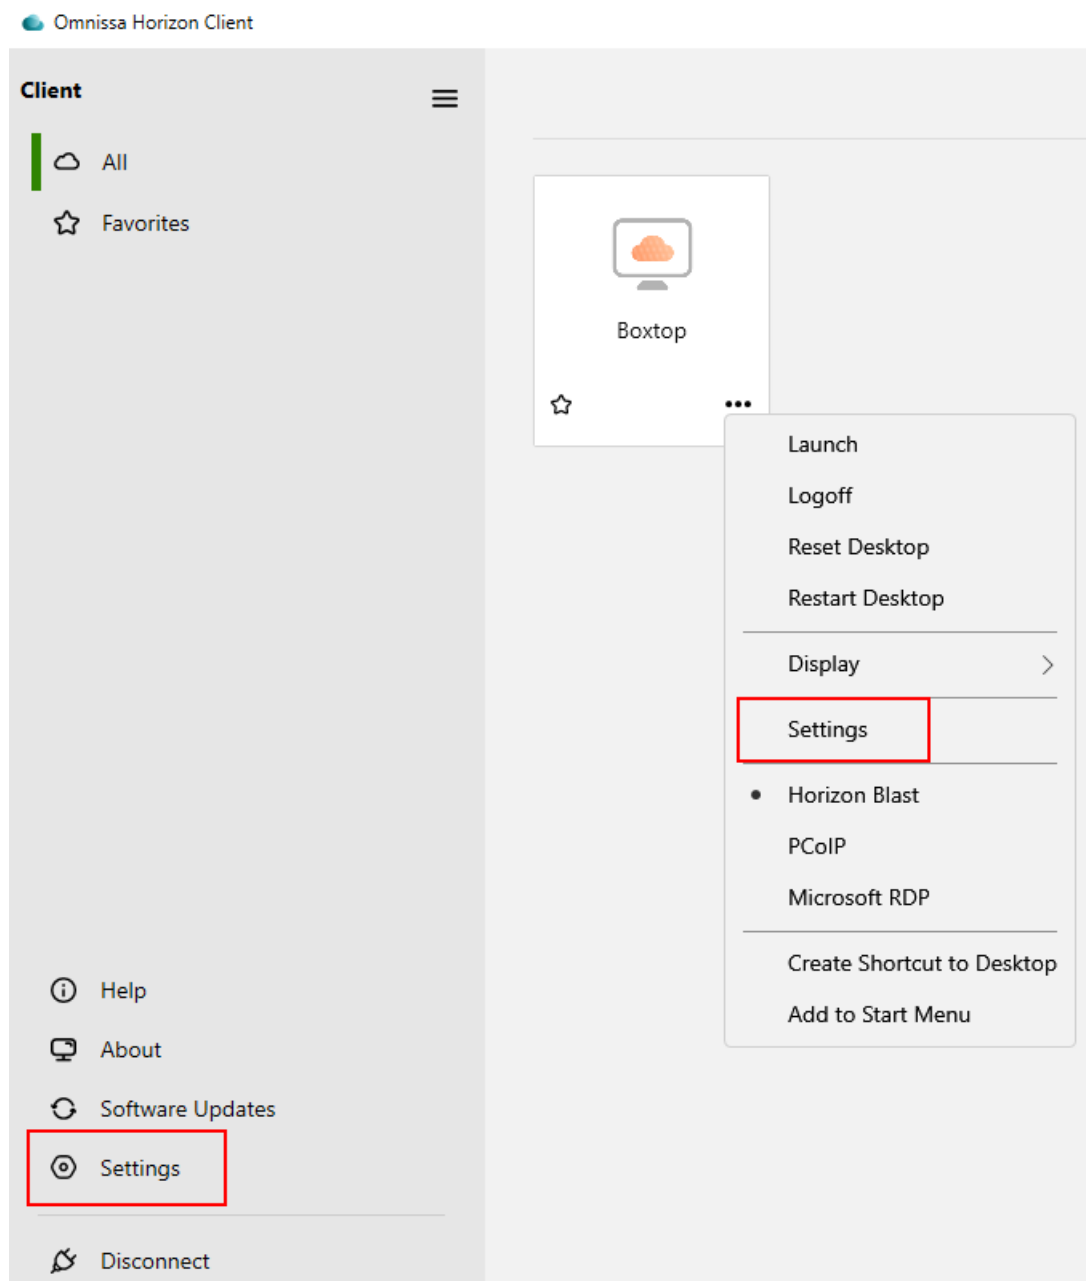 Omnissa Horizon Client
Client
All
Favorites
Boxtop
Launch
Logoff
Reset Desktop
Restart Desktop
Display
Settings
Horizon Blast
PCoIP
Microsoft RDP
Create Shortcut to Desktop
Add to Start Menu
Help
About
Software Updates
Settings
Disconnect